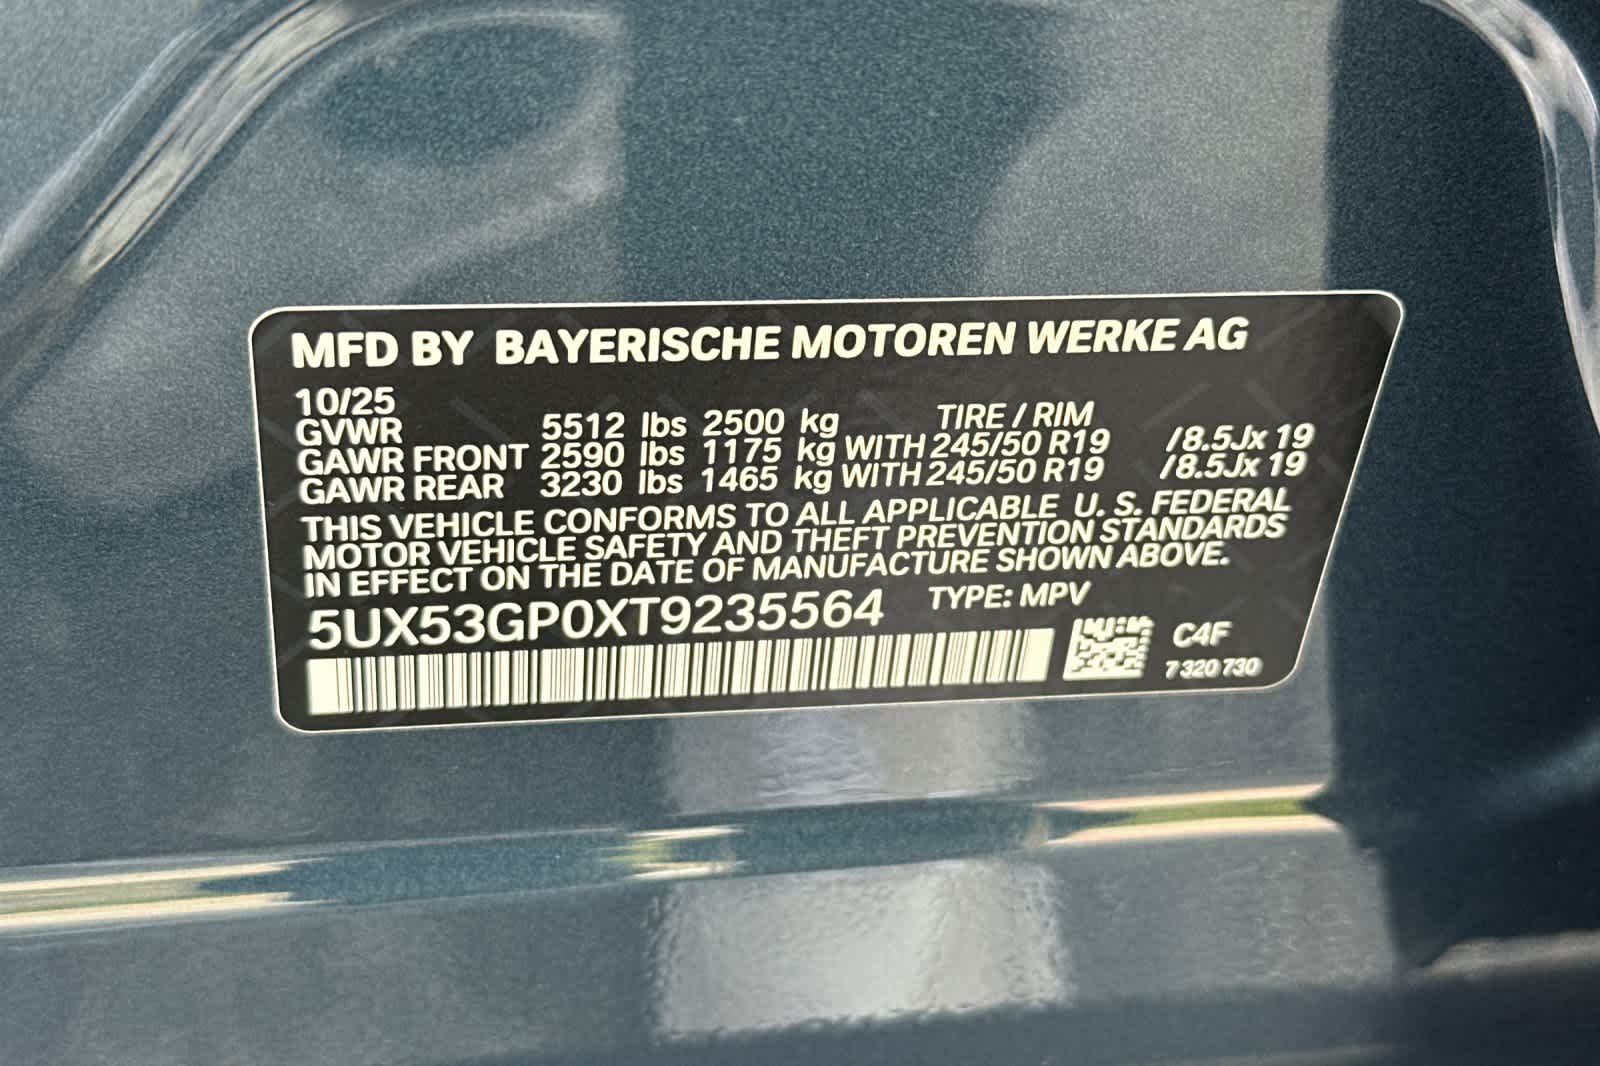 MFD BY BAYERISCHE MOTOREN WERKE AG
10/25
TIRE / RIM
GVWR 5512 lbs 2500 kg
GAWR FRONT 2590 lbs 1175 kg WITH 245/50 R19 /8.5Jx 19
GAWR REAR 3230 lbs 1465 kg WITH 245/50 R19 /8.5Jx 19
THIS VEHICLE CONFORMS TO ALL APPLICABLE U. S. FEDERAL
MOTOR VEHICLE SAFETY AND THEFT PREVENTION STANDARDS
IN EFFECT ON THE DATE OF MANUFACTURE SHOWN ABOVE.
5UX53GP0XT9235564 TYPE: MPV
C4F
7 320 730